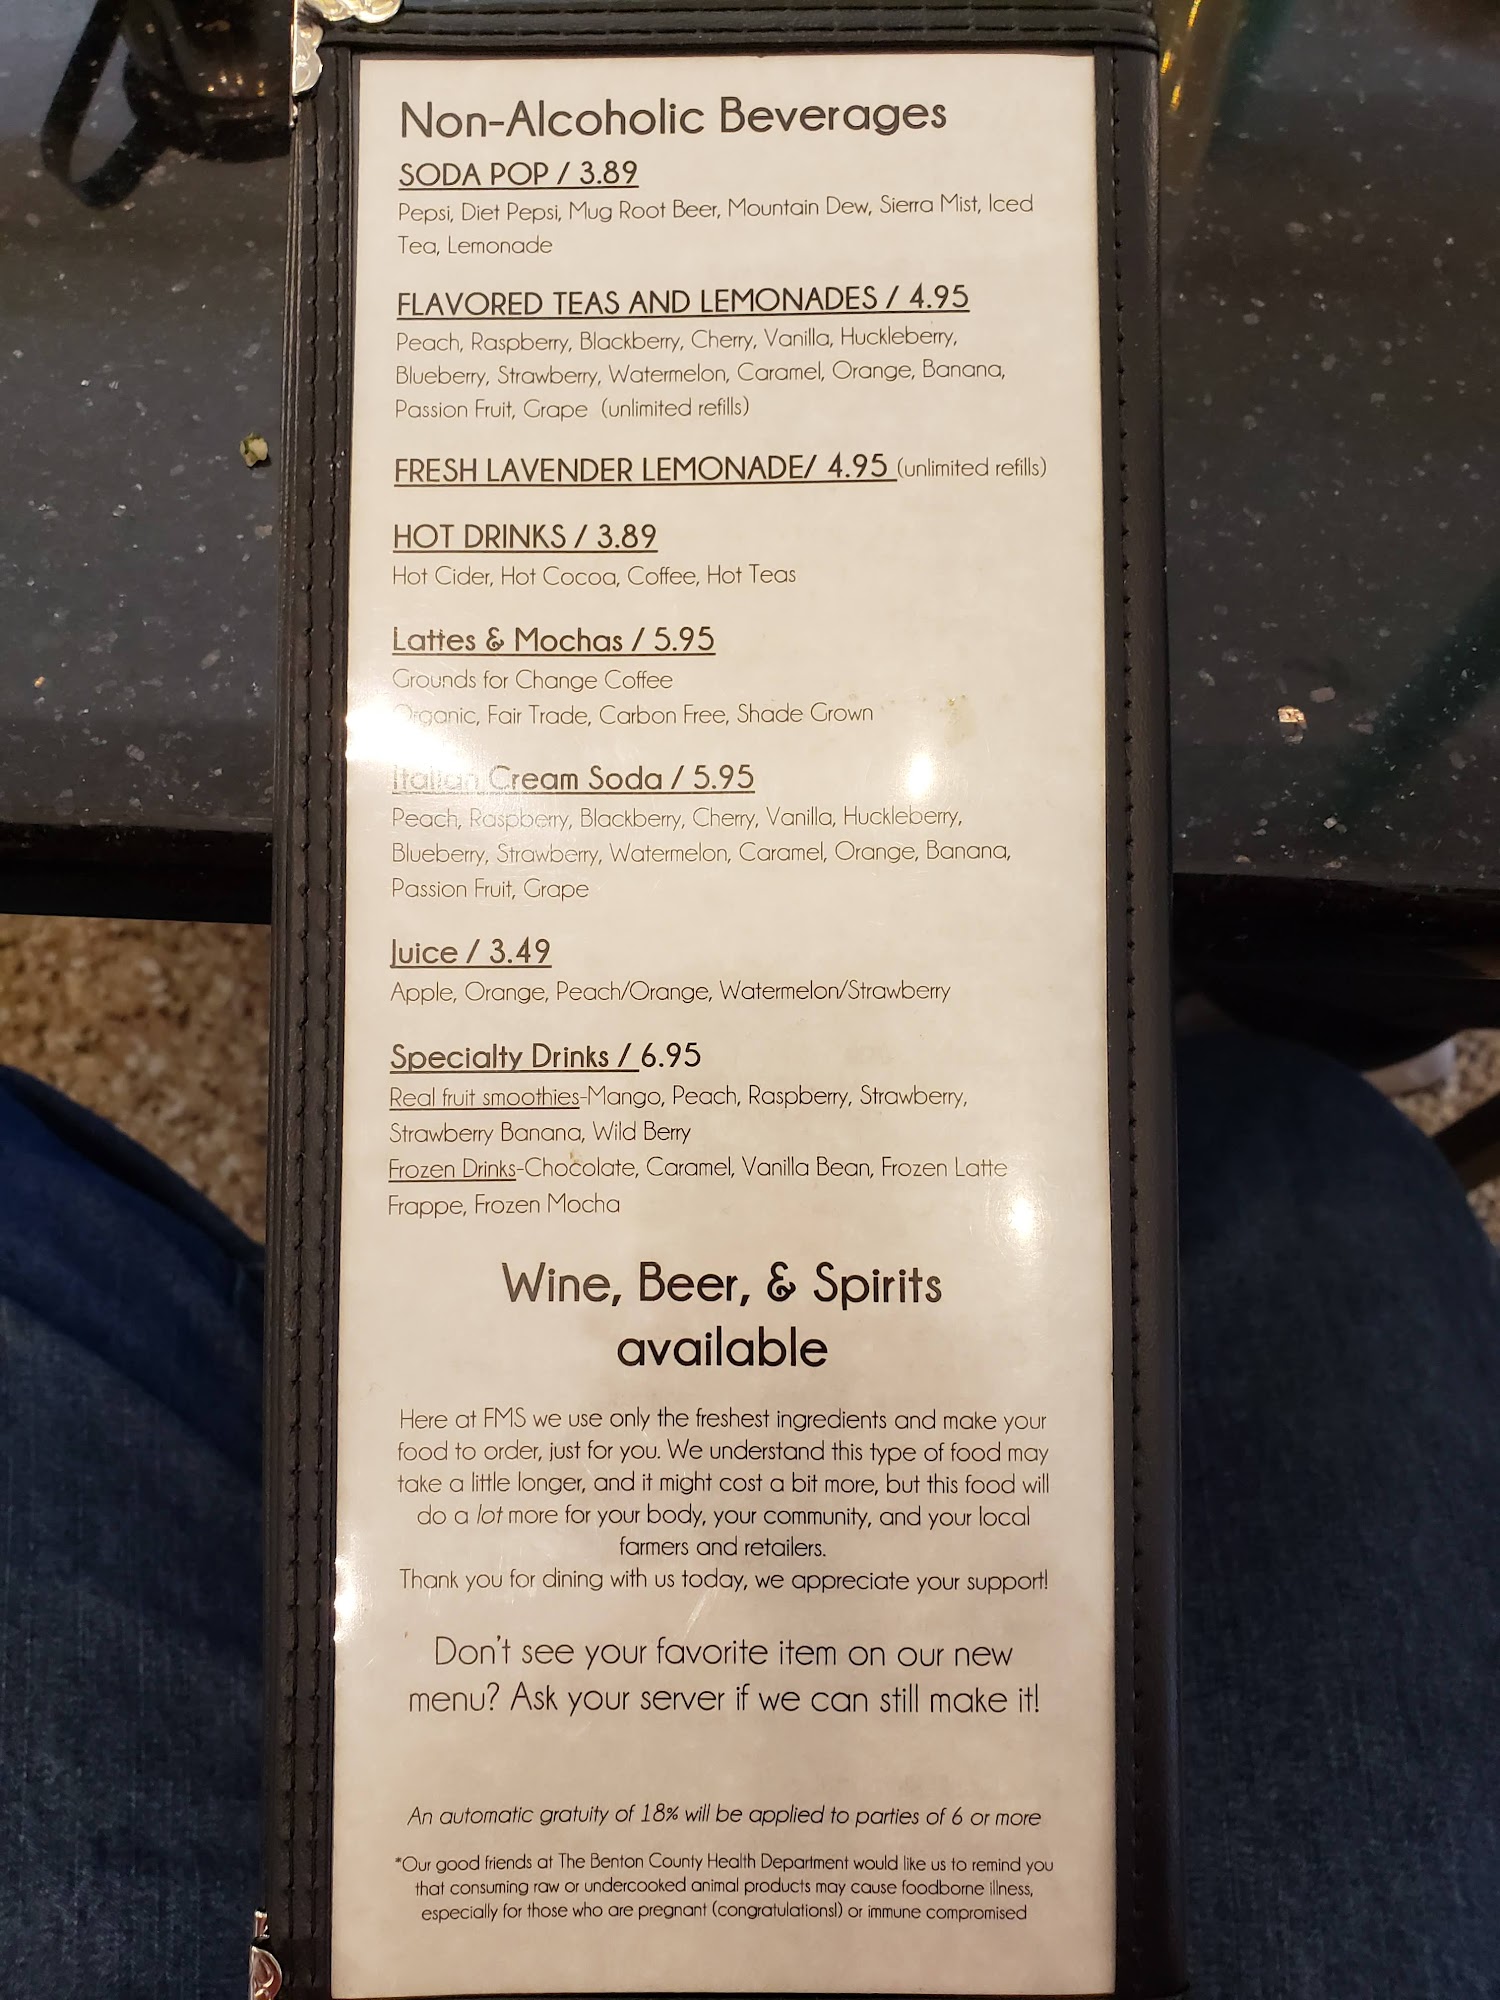 Non-Alcoholic Beverages
SODA POP / 3.89
Pepsi, Diet Pepsi, Mug Root Beer, Mountain Dew, Sierra Mist, Iced
Tea, Lemonade
FLAVORED TEAS AND LEMONADES / 4.95
Peach, Raspberry, Blackberry, Cherry, Vanilla, Huckleberry,
Blueberry, Strawberry, Watermelon, Caramel, Orange, Banana,
Passion Fruit, Grape (unlimited refills)
FRESH LAVENDER LEMONADE/ 4.95 (unlimited refills)
HOT DRINKS / 3.89
Hot Cider, Hot Cocoa, Coffee, Hot Teas
Lattes & Mochas / 5.95
Grounds for Change Coffee
Organic, Fair Trade, Carbon Free, Shade Grown
Italian Cream Soda / 5.95
Peach, Raspberry, Blackberry, Cherry, Vanilla, Huckleberry,
Blueberry, Strawberry, Watermelon, Caramel, Orange, Banana,
Passion Fruit, Grape
Juice / 3.49
Apple, Orange, Peach/Orange, Watermelon/Strawberry
Specialty Drinks / 6.95
Real fruit smoothies-Mango, Peach, Raspberry, Strawberry,
Strawberry Banana, Wild Berry
Frozen Drinks-Chocolate, Caramel, Vanilla Bean, Frozen Latte
Frappe, Frozen Mocha
Wine, Beer, & Spirits
available
Here at FMS we use only the freshest ingredients and make your
food to order, just for you. We understand this type of food may
take a little longer, and it might cost a bit more, but this food will
do a lot more for your body, your community, and your local
farmers and retailers.
Thank you for dining with us today, we appreciate your support!
Don't see your favorite item on our new
menu? Ask your server if we can still make it!
An automatic gratuity of 18% will be applied to parties of 6 or more
*Our good friends at The Benton County Health Department would like us to remind you
that consuming raw or undercooked animal products may cause foodborne illness,
especially for those who are pregnant (congratulations!) or immune compromised